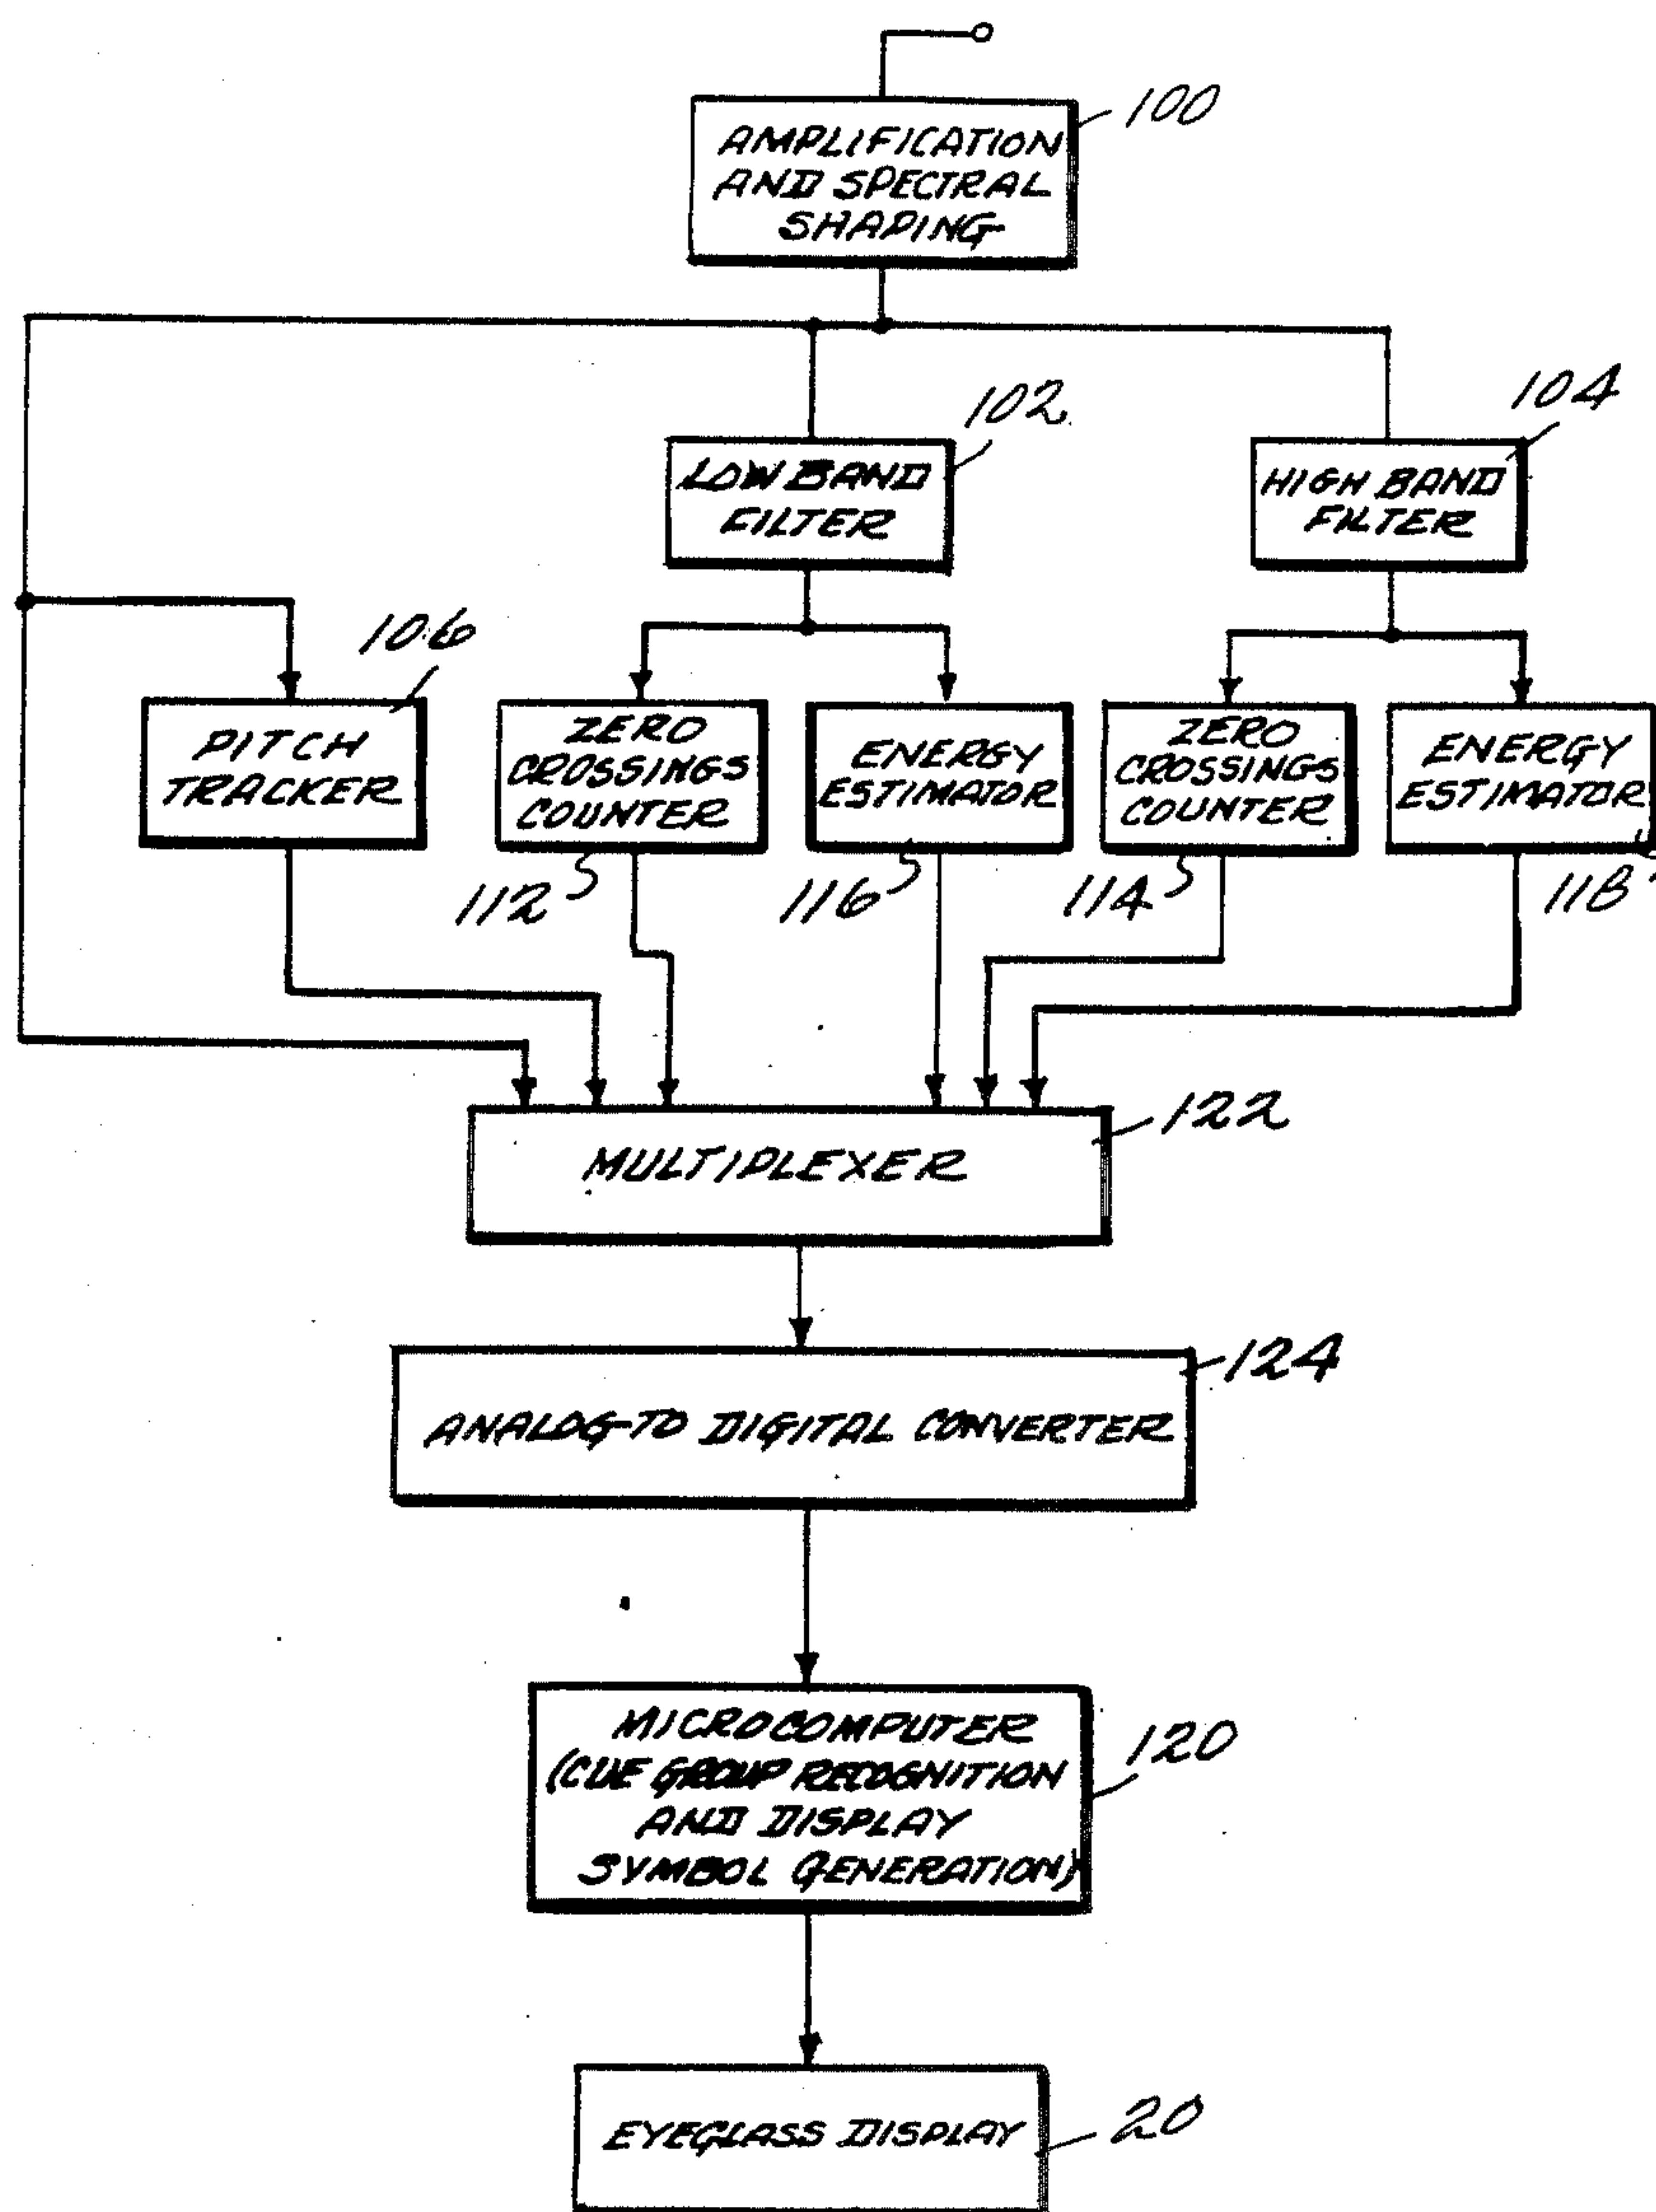 100
AMPLIFICATION
AND SPECTRAL
SHAPING
102
104
LOW BAND
FILTER
HIGH BAND
FILTER
106
PITCH
TRACKER
ZERO
CROSSINGS
COUNTER
ENERGY
ESTIMATOR
ZERO
CROSSINGS
COUNTER
ENERGY
ESTIMATOR
112
116
114
118
122
MULTIPLEXER
124
ANALOG-TO DIGITAL CONVERTER
MICROCOMPUTER
(CUE GROUP RECOGNITION
AND DISPLAY
SYMBOL GENERATION)
120
EYEGLASS DISPLAY
20